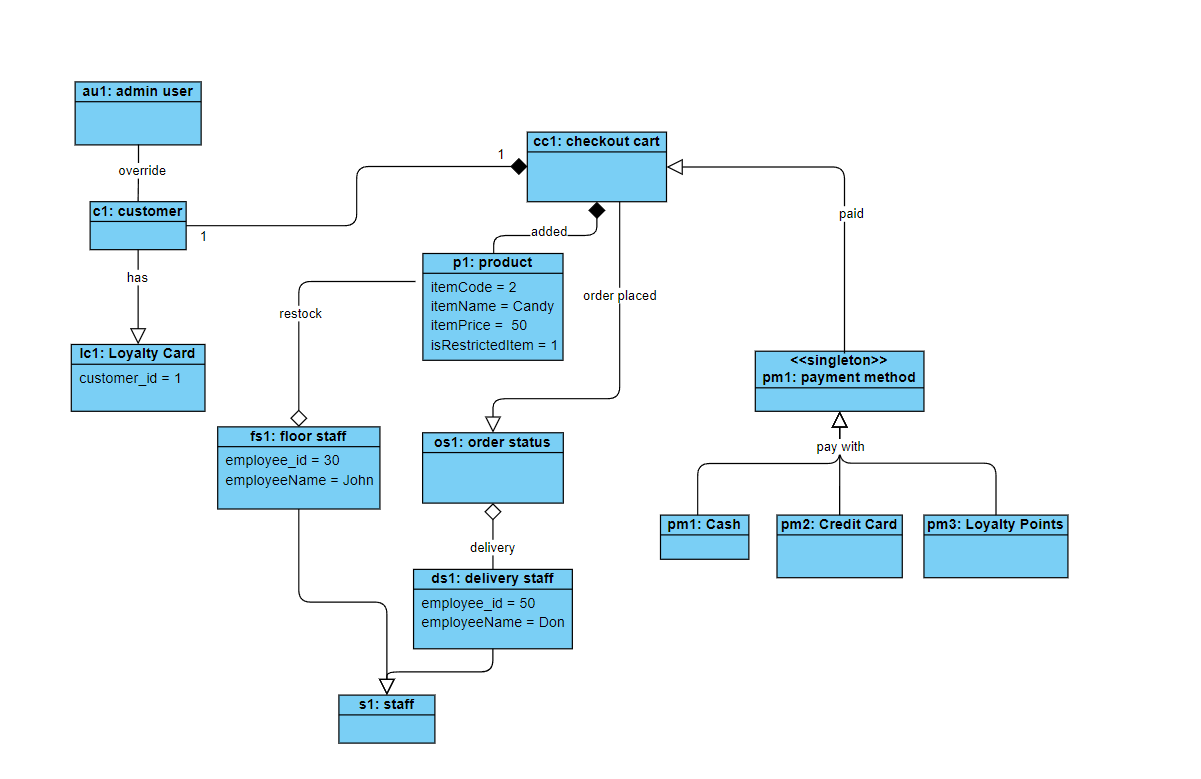 au1: admin user
override
c1: customer
1
has
lc1: Loyalty Card
customer_id = 1
1
cc1: checkout cart
added
p1: product
itemCode = 2
itemName = Candy
itemPrice =  50
isRestrictedItem = 1
order placed
restock
fs1: floor staff
employee_id = 30
employeeName = John
os1: order status
delivery
ds1: delivery staff
employee_id = 50
employeeName = Don
s1: staff
paid
<<singleton>>
pm1: payment method
pay with
pm1: Cash
pm2: Credit Card
pm3: Loyalty Points